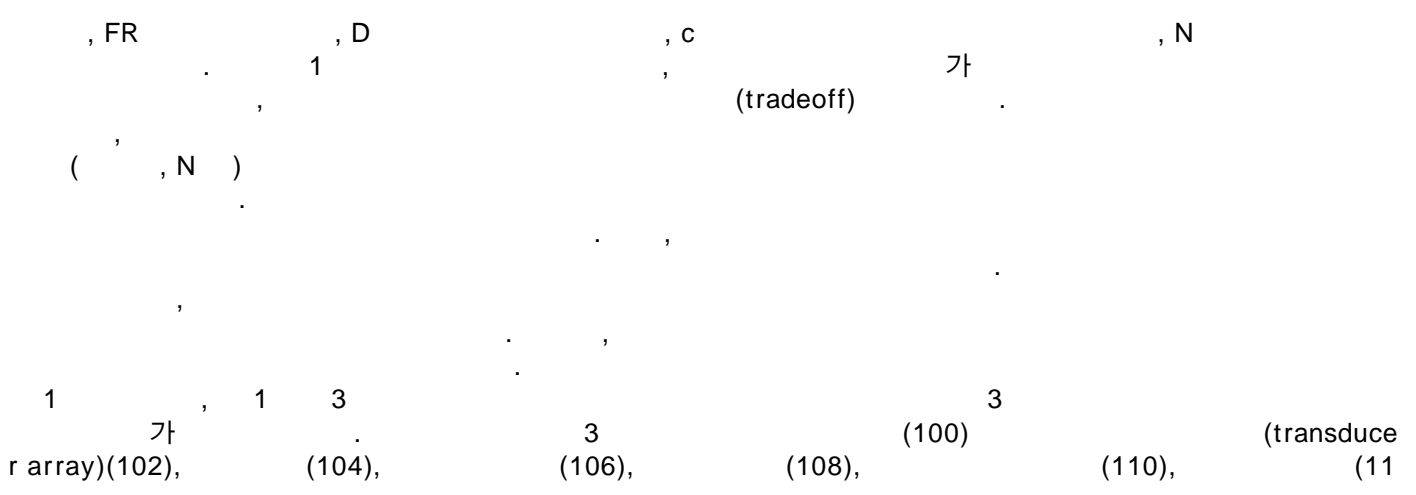 , FR , D , c , N
. 1 , 가
, (tradeoff) .
,
( , N )
.
. ,
.
,
. ,
.
1 , 1 3 3
가 . 3 (100) (transduce
r array)(102), (104), (106), (108), (110), (11